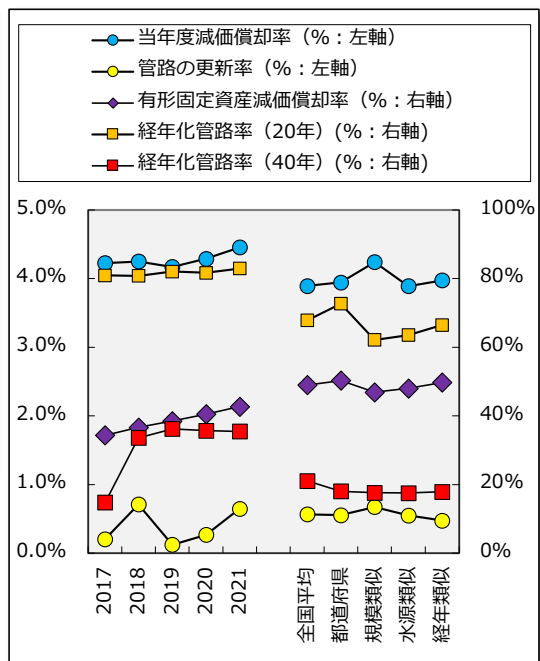 当年度減価償却率（%：左軸）
管路の更新率（%：左軸）
有形固定資産減価償却率（%：右軸）
経年化管路率（20年）(%：右軸)
経年化管路率（40年）(%：右軸)
5.0%
4.0%
3.0%
2.0%
1.0%
0.0%
100%
80%
60%
40%
20%
0%
2017
2018
2019
2020
2021
全国平均
都道府県
規模類似
水源類似
経年類似